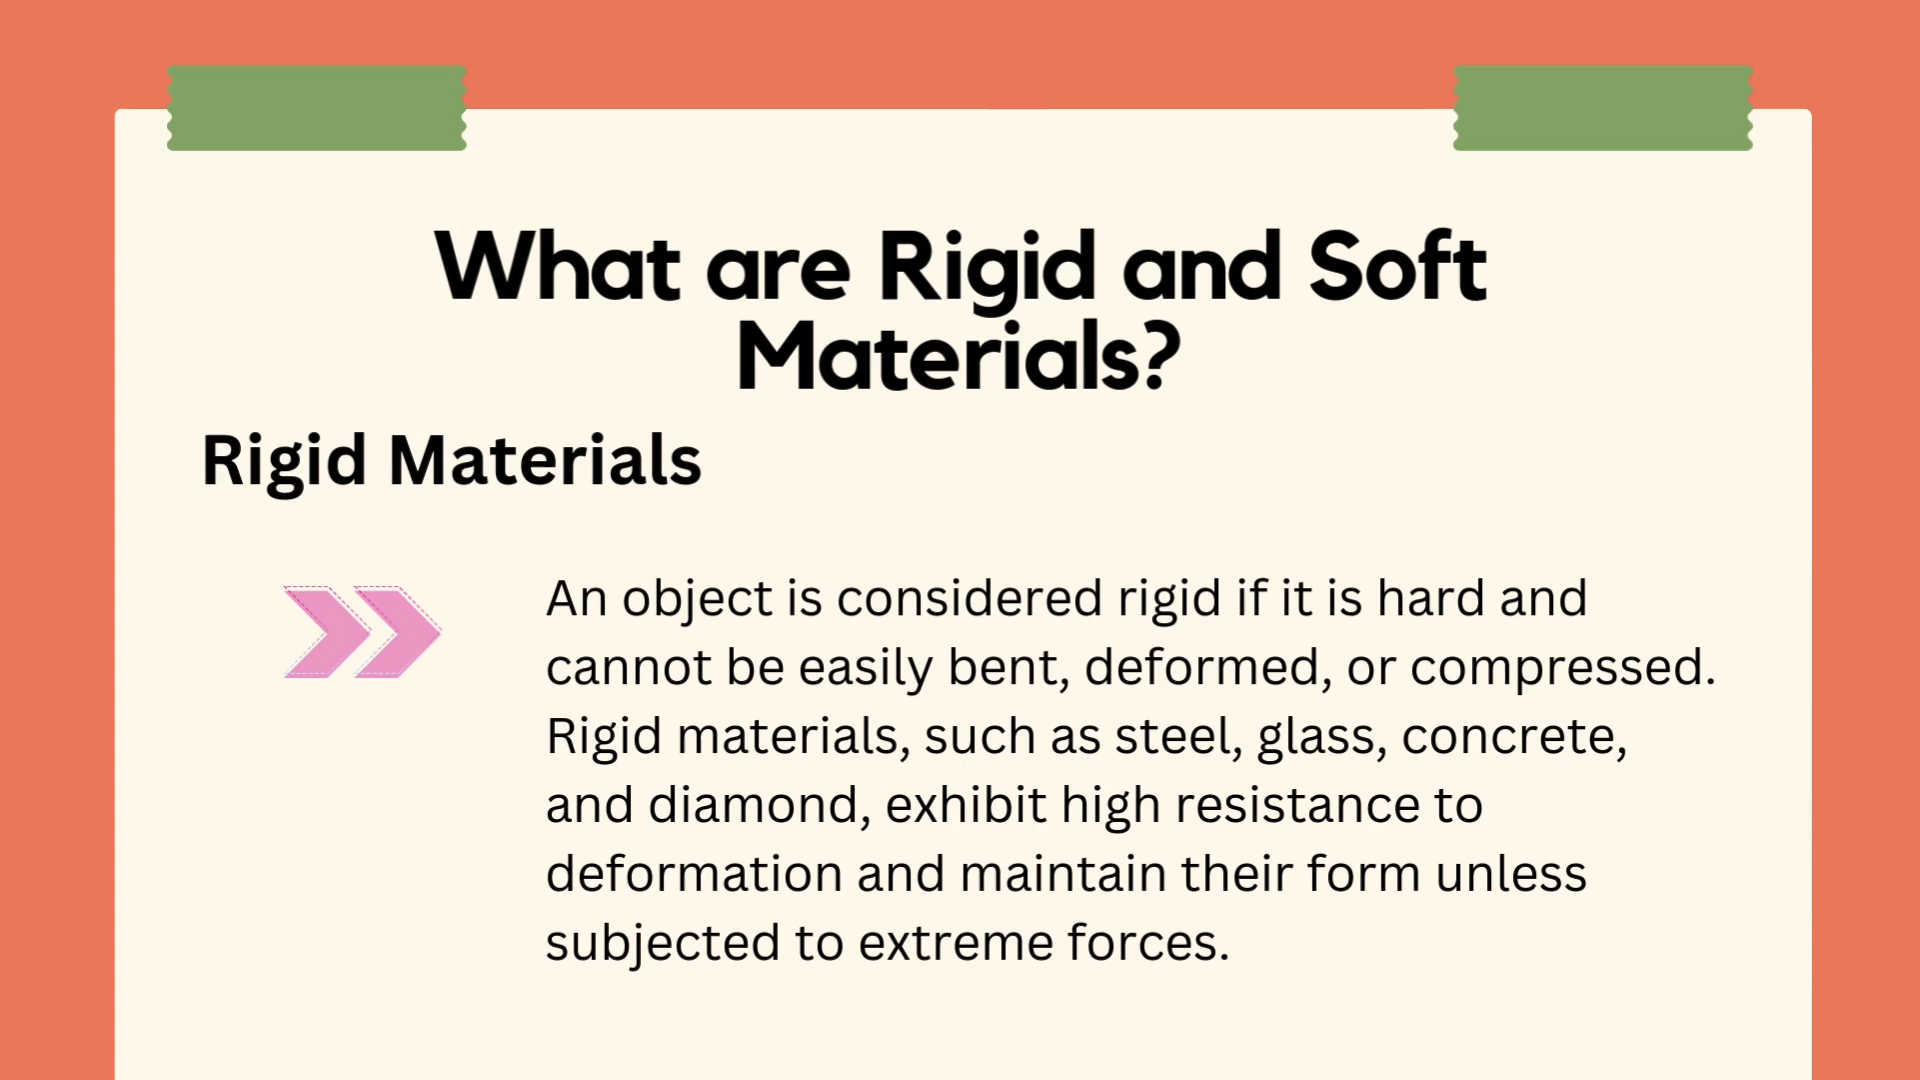 What are Rigid and Soft
Materials?
Rigid Materials
An object is considered rigid if it is hard and
cannot be easily bent, deformed, or compressed.
Rigid materials, such as steel, glass, concrete,
and diamond, exhibit high resistance to
deformation and maintain their form unless
subjected to extreme forces.